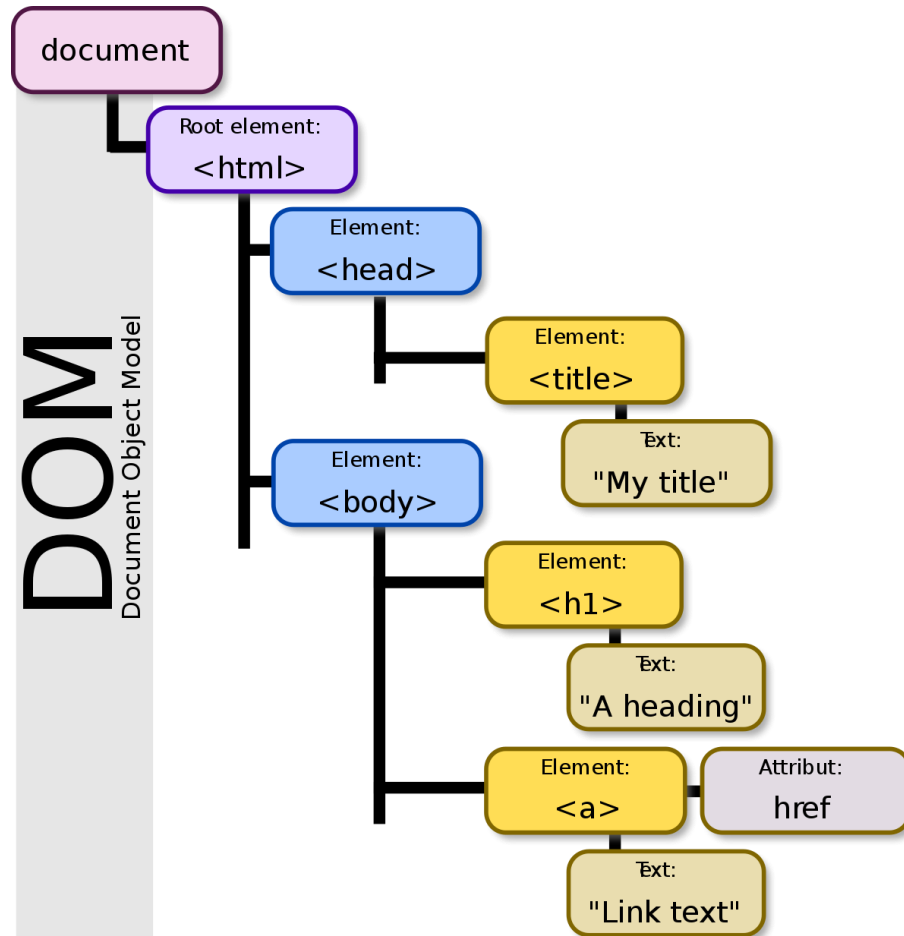 document
Root element:
<html>
Element:
<head>
Element:
<title>
Text:
"My title"
Element:
<body>
Element:
<h1>
Text:
"A heading"
Element:
<a>
Attribut:
href
Text:
"Link text"
DOM
Document Object Model